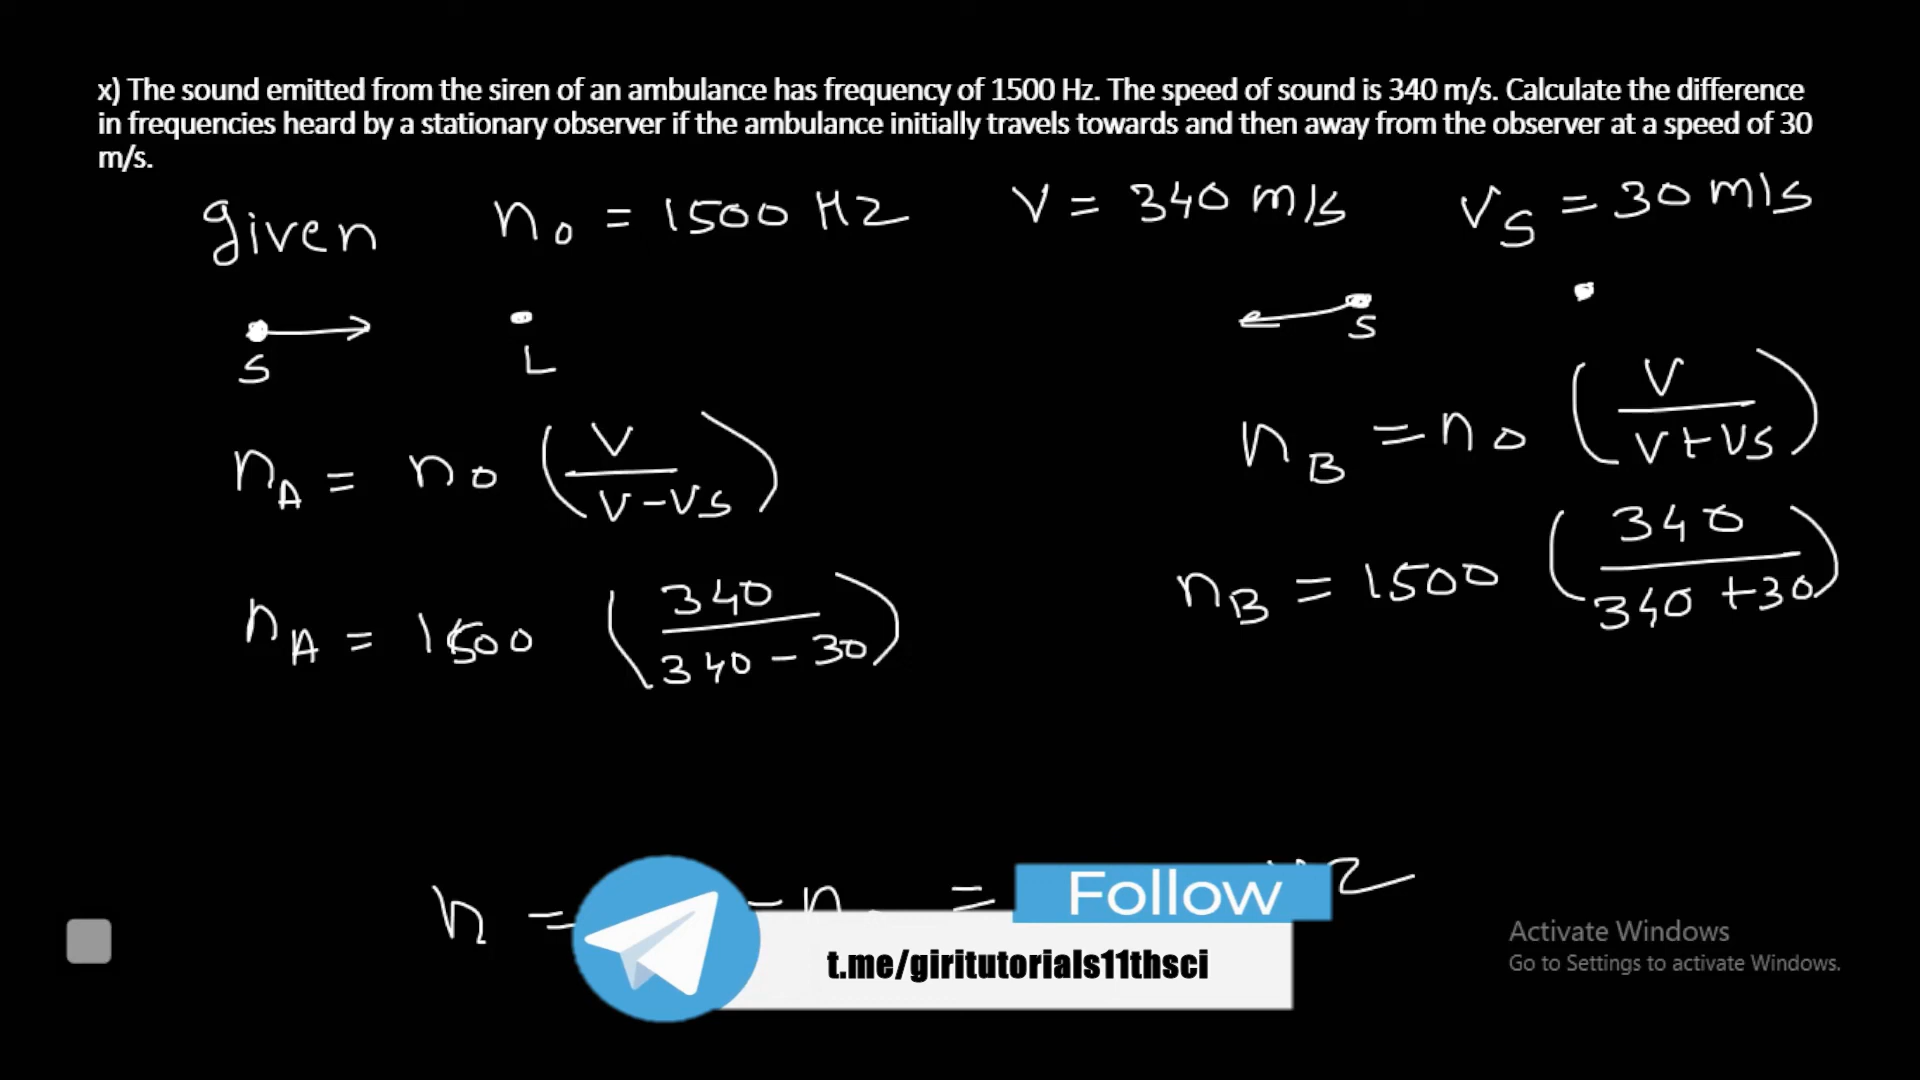 x) The sound emitted from the siren of an ambulance has frequency of 1500 Hz. The speed of sound is 340 m/s. Calculate the difference
in frequencies heard by a stationary observer if the ambulance initially travels towards and then away from the observer at a speed of 30
m/s.
given n₀ = 1500 Hz V = 340 m/s Vs = 30 m/s
S L S
nA = n₀ (V / V-Vs) nB = n₀ (V / V+Vs)
nA = 1500 (340 / 340 - 30) nB = 1500 (340 / 340 + 30)
n = - n =
Follow
t.me/giritutorials11thsci
Activate Windows
Go to Settings to activate Windows.